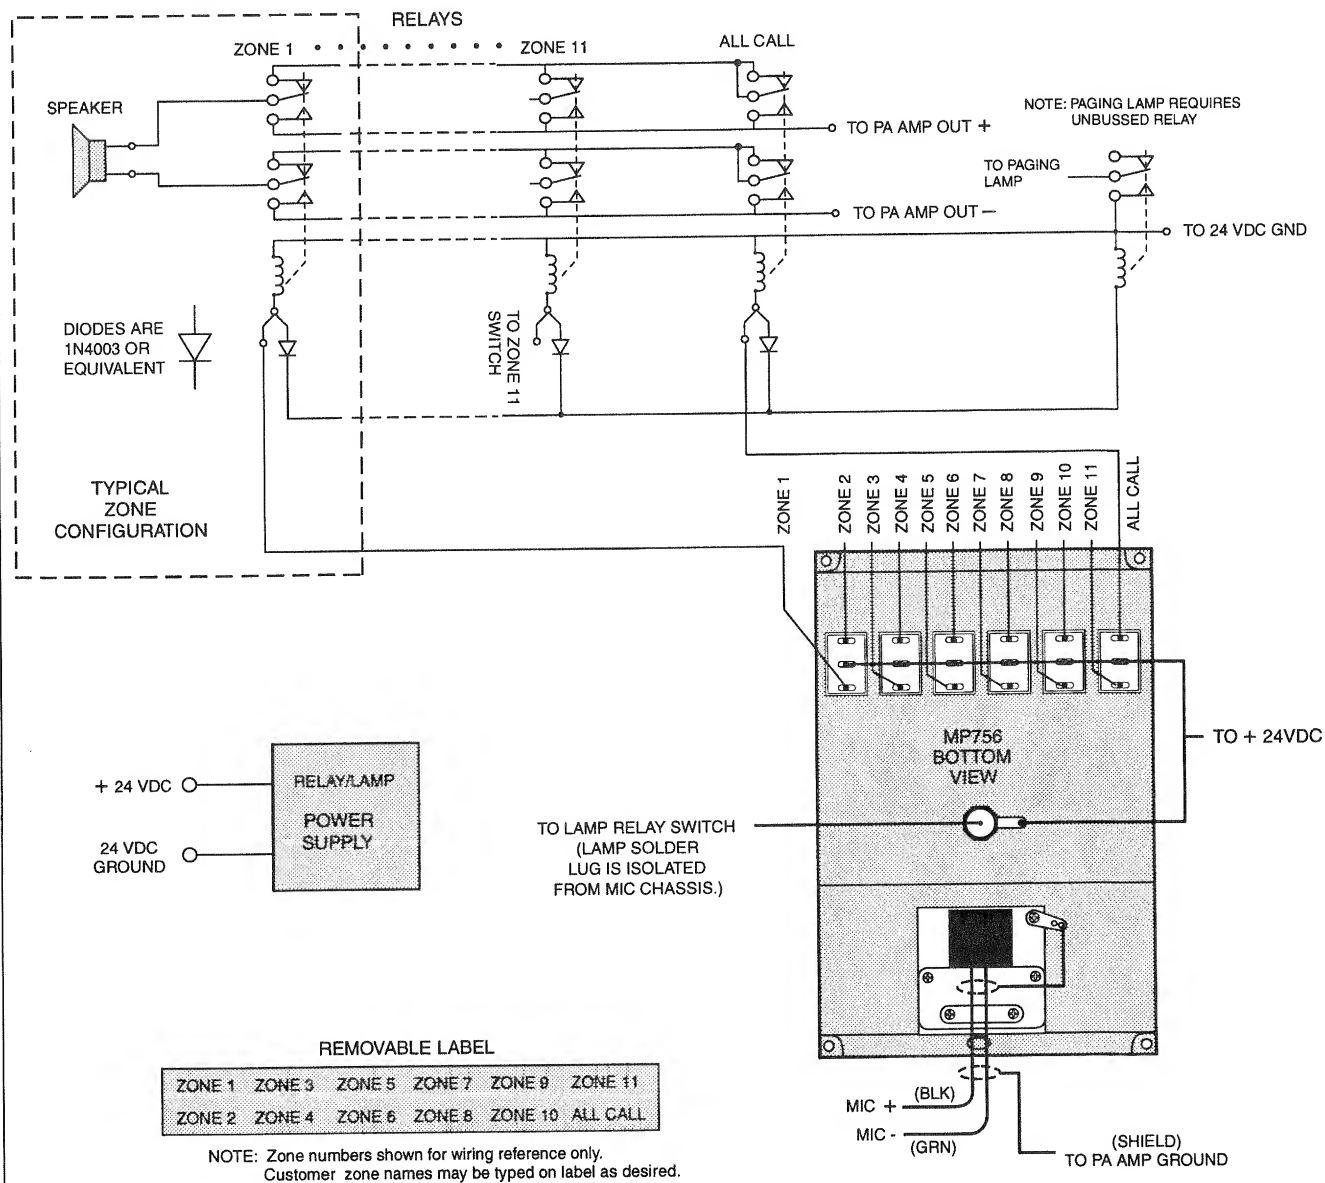 RELAYS
ZONE 1
ZONE 11
ALL CALL
SPEAKER
NOTE: PAGING LAMP REQUIRES
UNBUSSED RELAY
TO PA AMP OUT +
TO PAGING
LAMP
TO PA AMP OUT –
TO 24 VDC GND
DIODES ARE
1N4003 OR
EQUIVALENT
TO ZONE 11
SWITCH
TYPICAL
ZONE
CONFIGURATION
ZONE 1
ZONE 2
ZONE 3
ZONE 4
ZONE 5
ZONE 6
ZONE 7
ZONE 8
ZONE 9
ZONE 10
ZONE 11
ALL CALL
MP756
BOTTOM
VIEW
TO + 24VDC
+ 24 VDC
RELAY/LAMP
POWER
SUPPLY
24 VDC
GROUND
TO LAMP RELAY SWITCH
(LAMP SOLDER
LUG IS ISOLATED
FROM MIC CHASSIS.)
REMOVABLE LABEL
ZONE 1 ZONE 3 ZONE 5 ZONE 7 ZONE 9 ZONE 11
ZONE 2 ZONE 4 ZONE 6 ZONE 8 ZONE 10 ALL CALL
NOTE: Zone numbers shown for wiring reference only.
Customer zone names may be typed on label as desired.
MIC +
(BLK)
MIC -
(GRN)
(SHIELD)
TO PA AMP GROUND